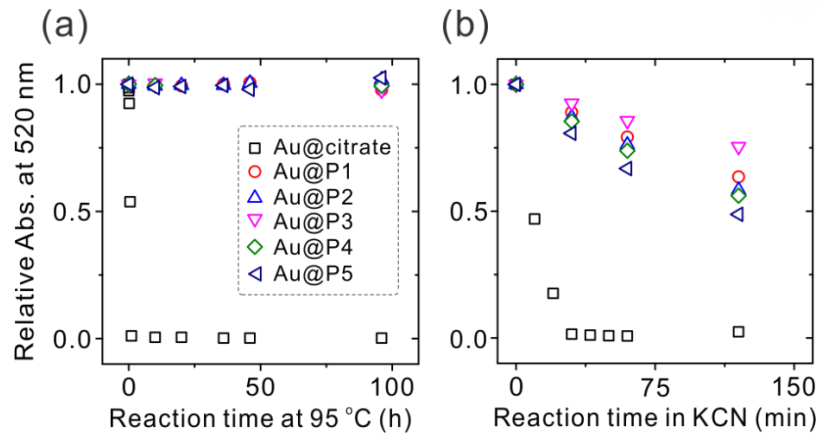 (a)
(b)
Relative Abs. at 520 nm
1.0
0.5
0.0
Au@citrate
Au@P1
Au@P2
Au@P3
Au@P4
Au@P5
0
50
100
Reaction time at 95 °C (h)
1.0
0.5
0.0
0
75
150
Reaction time in KCN (min)